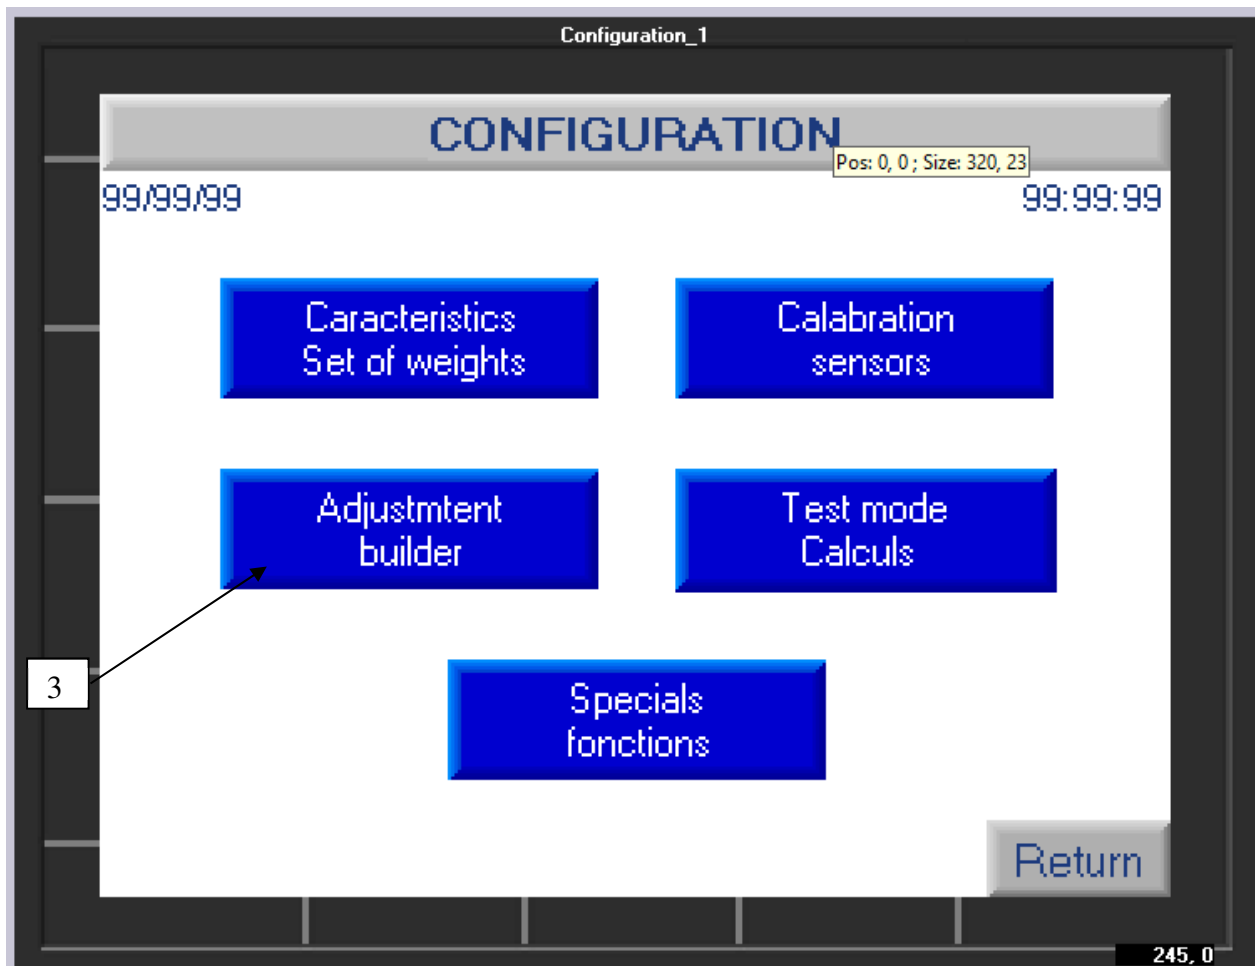 Configuration_1
CONFIGURATION
Pos: 0, 0 ; Size: 320, 23
99/99/99
99:99:99
Caracteristics
Set of weights
Calabration
sensors
Adjustmtent
builder
Test mode
Calculs
3
Specials
fonctions
Return
245, 0